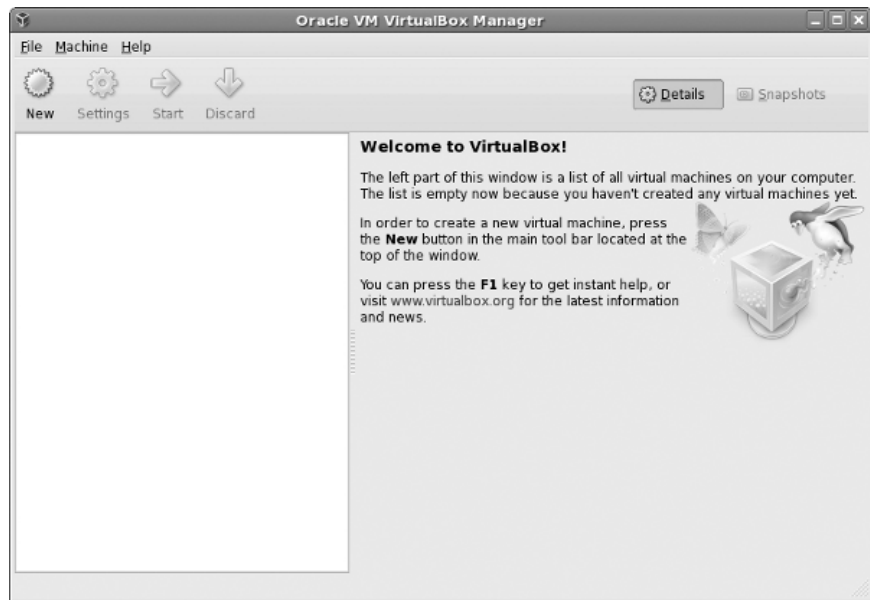 Oracle VM VirtualBox Manager
File Machine Help
New Settings Start Discard
Details Snapshots
Welcome to VirtualBox!
The left part of this window is a list of all virtual machines on your computer.
The list is empty now because you haven't created any virtual machines yet.
In order to create a new virtual machine, press
the New button in the main tool bar located at the
top of the window.
You can press the F1 key to get instant help, or
visit www.virtualbox.org for the latest information
and news.